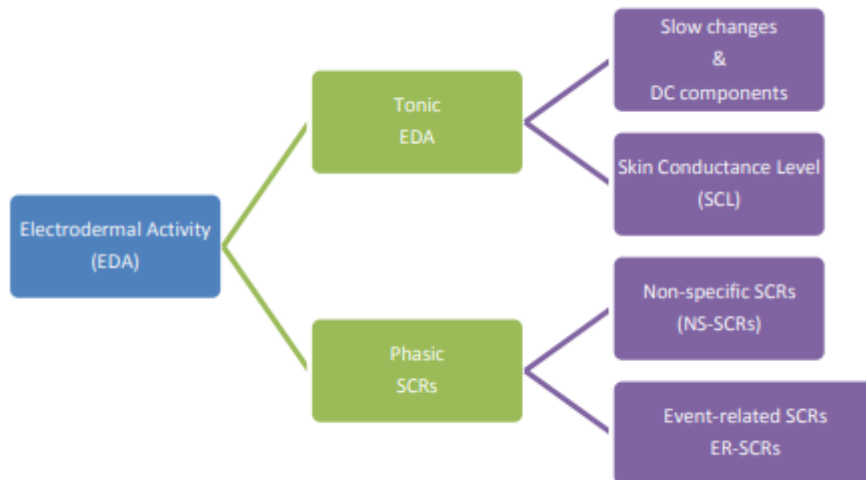 Slow changes
&
DC components
Tonic
EDA
Skin Conductance Level
(SCL)
Electrodermal Activity
(EDA)
Non-specific SCRs
(NS-SCRs)
Phasic
SCRs
Event-related SCRs
ER-SCRs